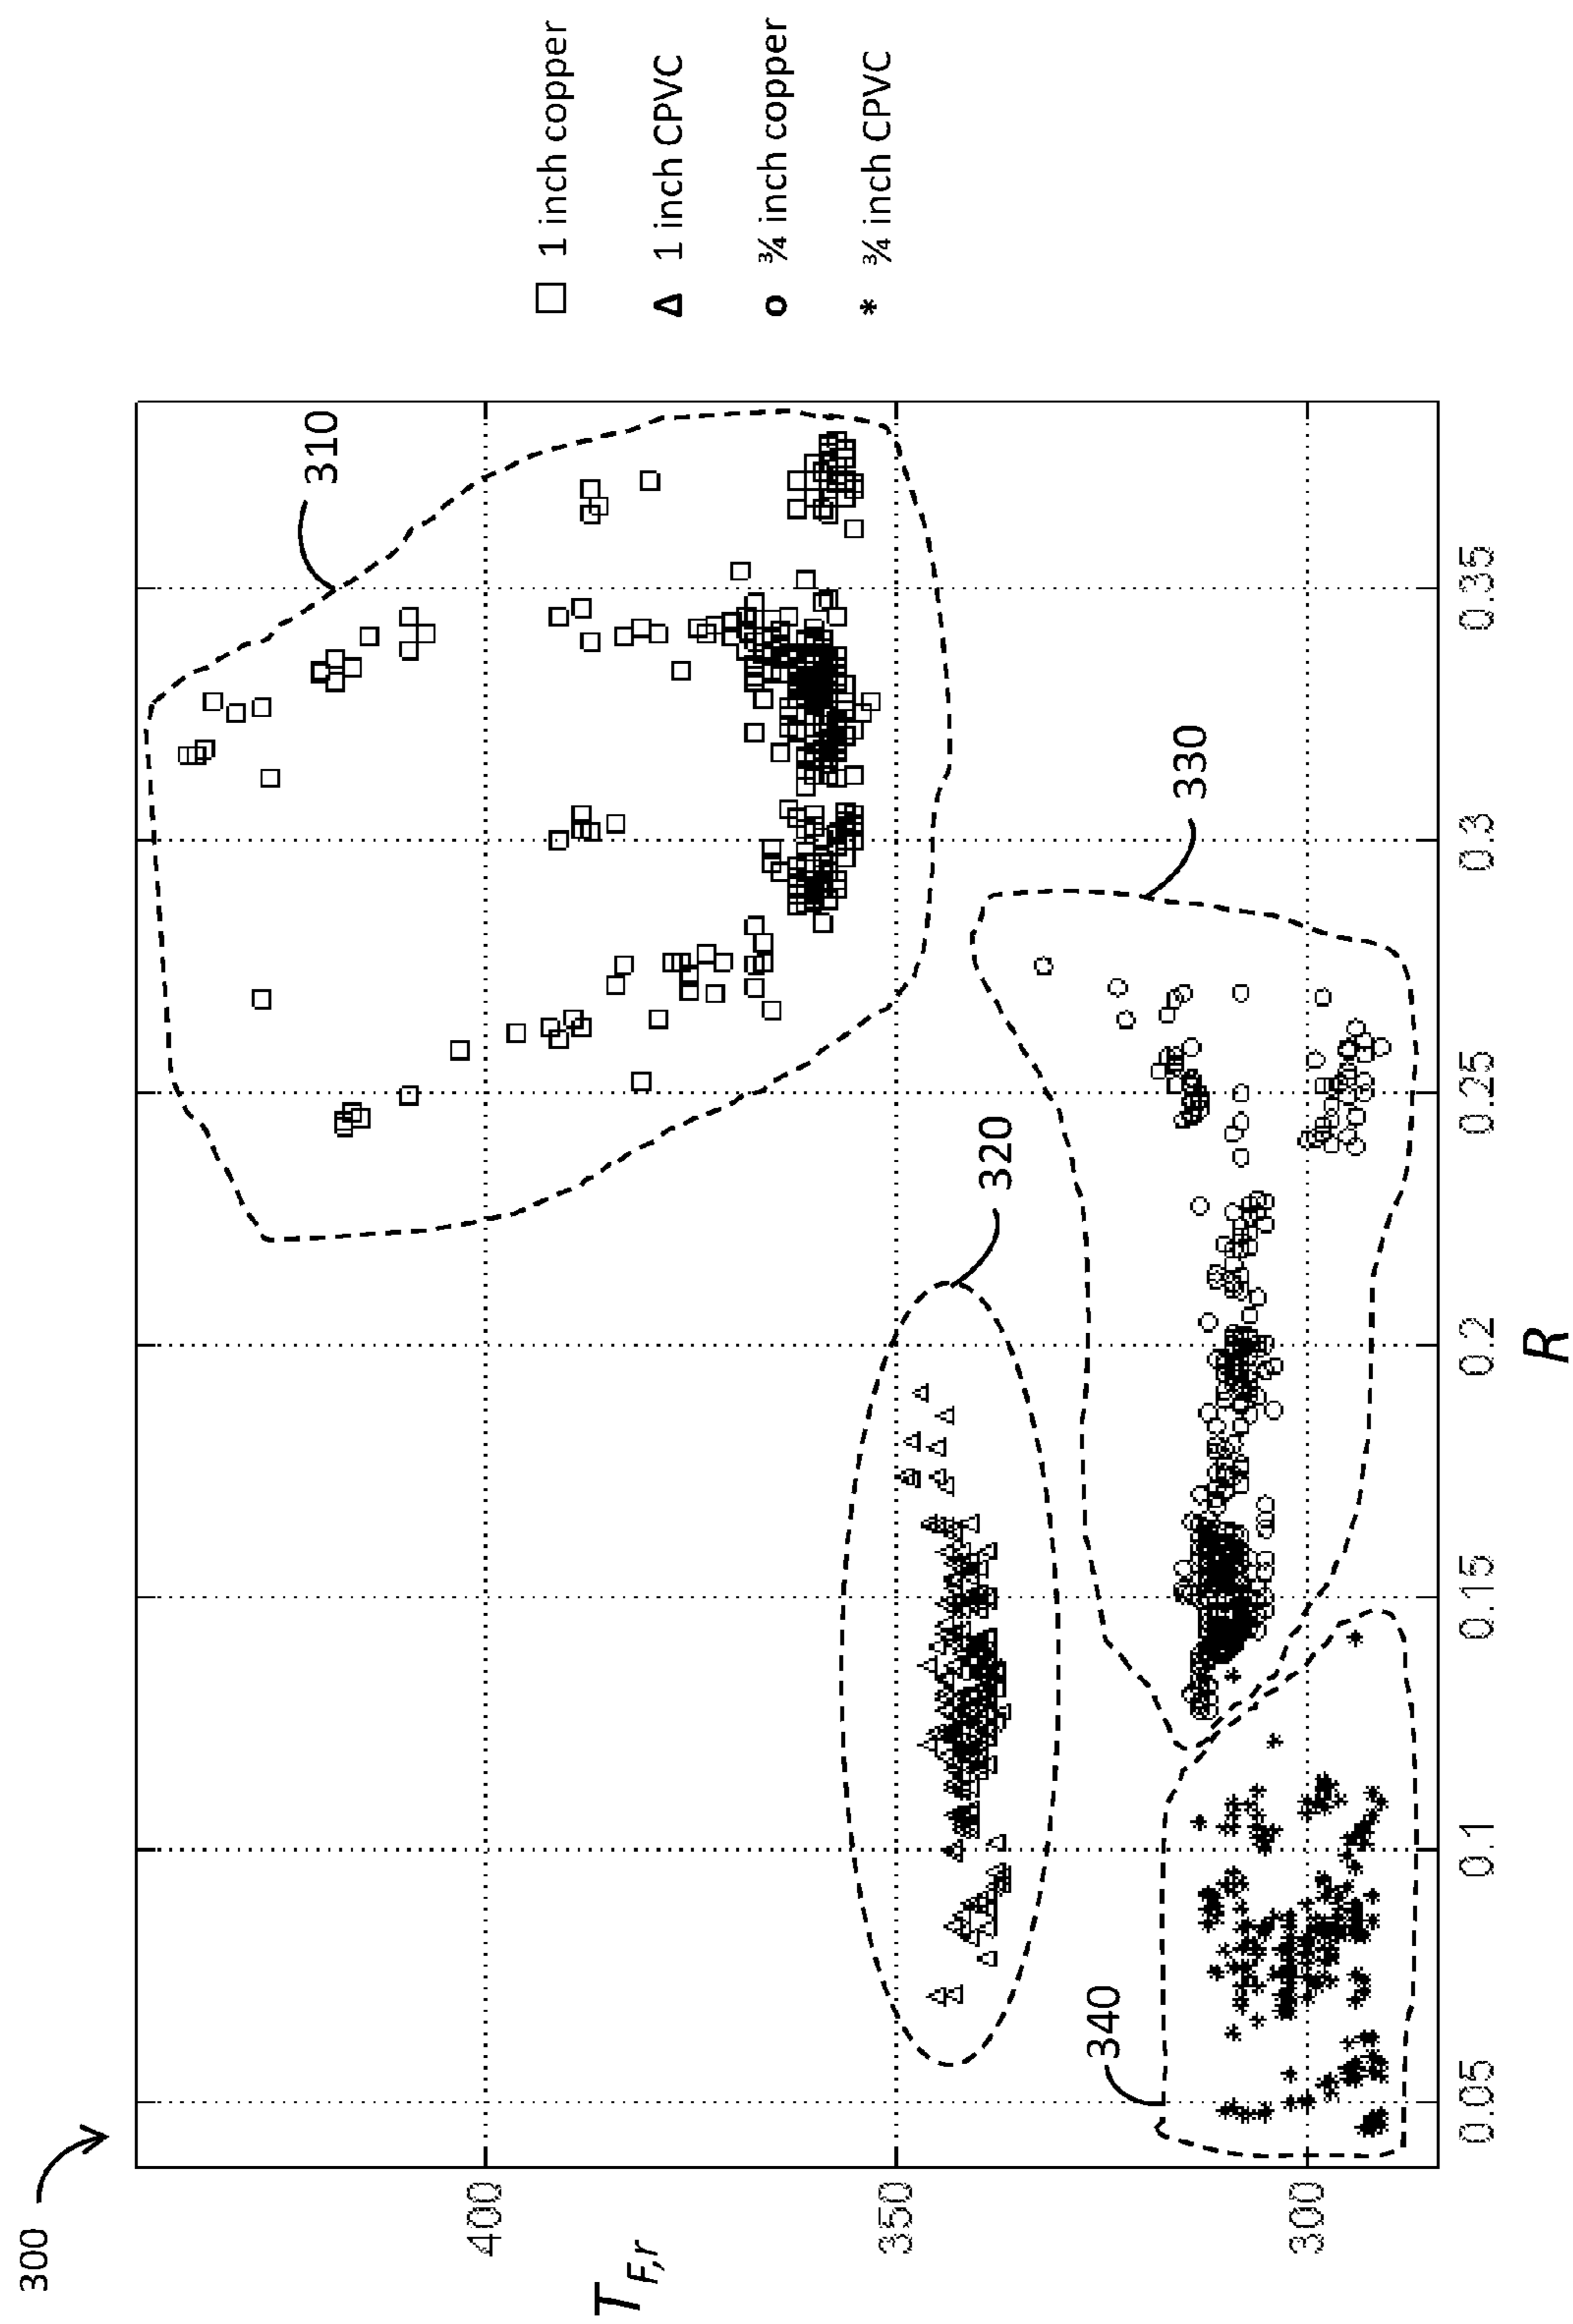 300
310
320
330
340
400
350
300
T F,r
0.05
0.1
0.15
0.2
0.25
0.3
0.35
R
□ 1 inch copper
Δ 1 inch CPVC
o ¾ inch copper
* ¾ inch CPVC